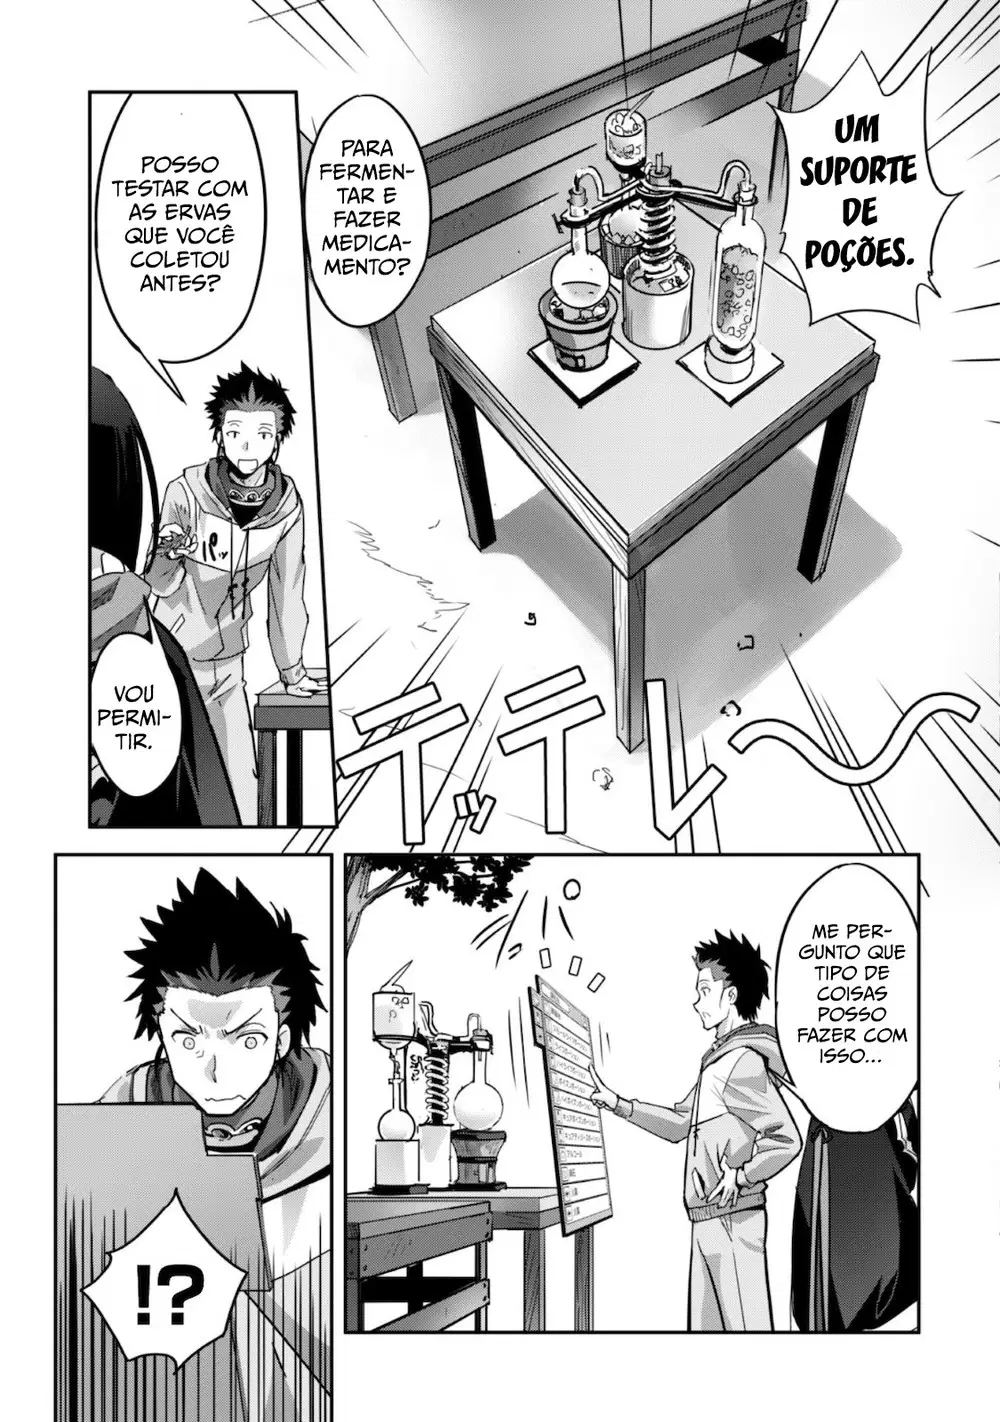 UM
SUPORTE
DE
POÇÕES.
PARA
FERMEN-
TAR E
FAZER
MEDICA-
MENTO?
POSSO
TESTAR COM
AS ERVAS
QUE VOCÊ
COLETOU
ANTES?
VOU
PERMI-
TIR.
テッテレ〜
ME PER-
GUNTO QUE
TIPO DE
COISAS
POSSO
FAZER COM
ISSO...
!?